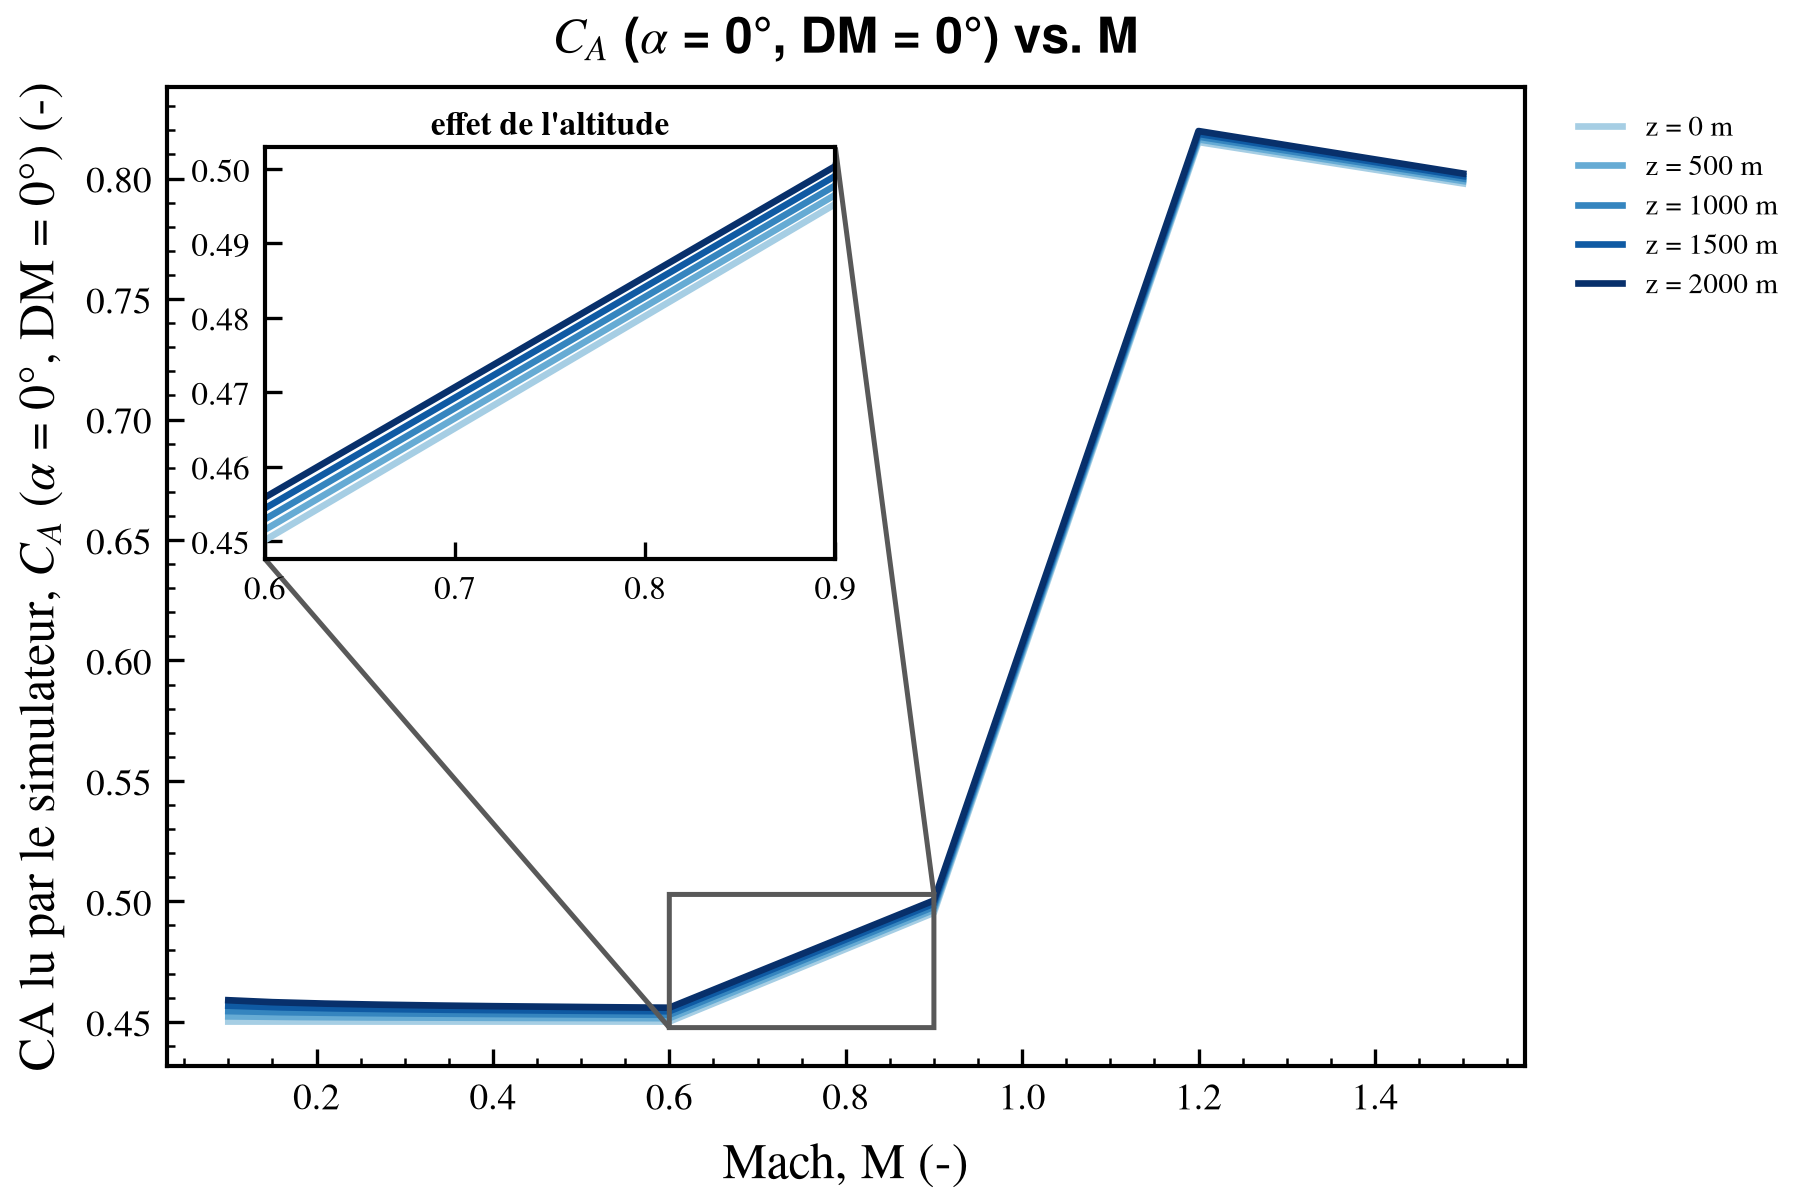 C_A (α = 0°, DM = 0°) vs. M
CA lu par le simulateur, C_A (α = 0°, DM = 0°) (-)
0.80
0.75
0.70
0.65
0.60
0.55
0.50
0.45
effet de l'altitude
0.50
0.49
0.48
0.47
0.46
0.45
0.6 0.7 0.8 0.9
z = 0 m
z = 500 m
z = 1000 m
z = 1500 m
z = 2000 m
0.2 0.4 0.6 0.8 1.0 1.2 1.4
Mach, M (-)